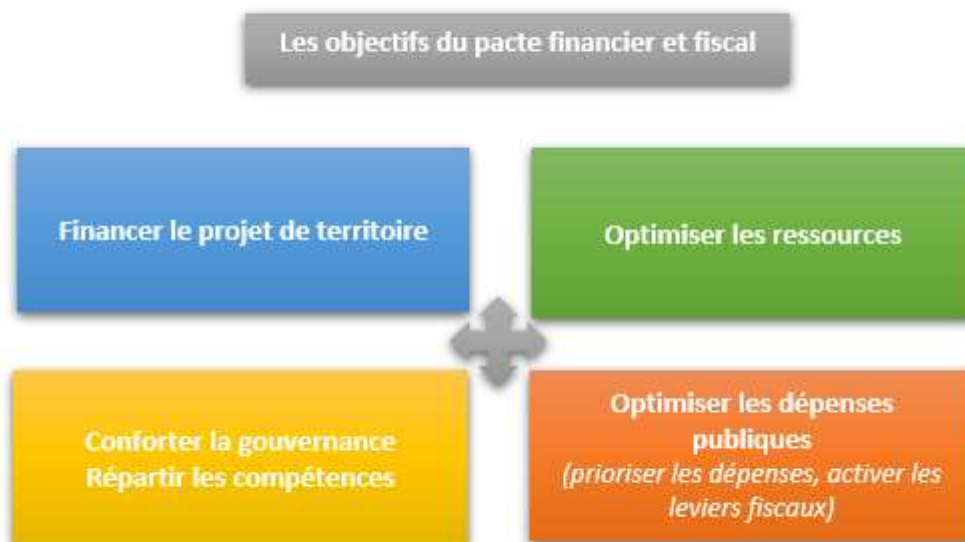 Les objectifs du pacte financier et fiscal
Financer le projet de territoire
Optimiser les ressources
Conforter la gouvernance
Répartir les compétences
Optimiser les dépenses
publiques
(prioriser les dépenses, activer les
leviers fiscaux)